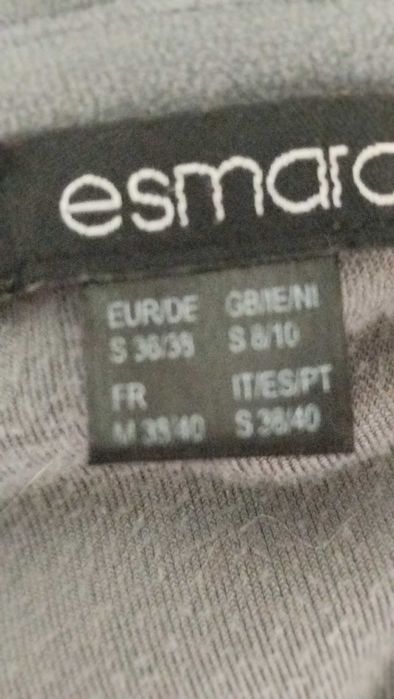 esmara
EUR/DE GB/IE/NI
S 36/38 S 8/10
FR IT/ES/PT
M 38/40 S 38/40